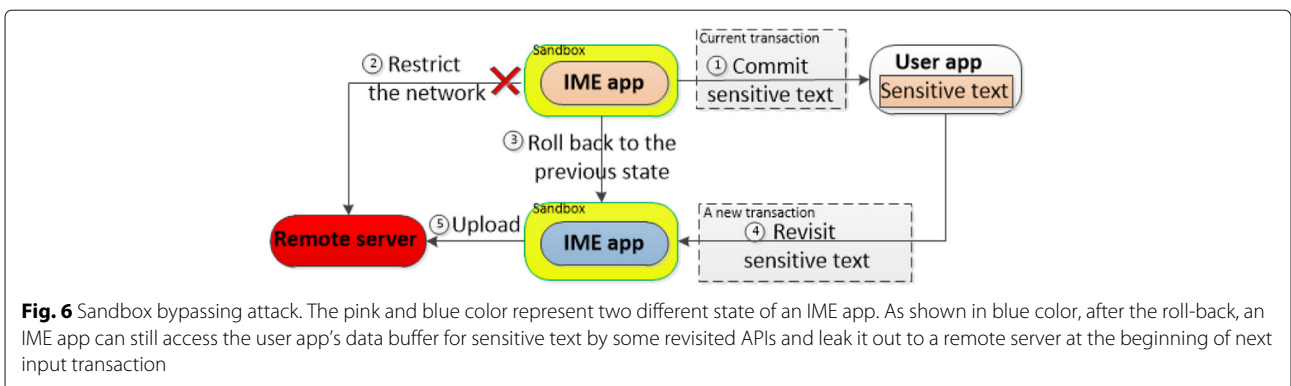 Sandbox
IME app
Current transaction
① Commit
sensitive text
User app
Sensitive text
② Restrict
the network
③ Roll back to the
previous state
Sandbox
IME app
A new transaction
④ Revisit
sensitive text
⑤ Upload
Remote server
Fig. 6 Sandbox bypassing attack. The pink and blue color represent two different state of an IME app. As shown in blue color, after the roll-back, an
IME app can still access the user app's data buffer for sensitive text by some revisited APIs and leak it out to a remote server at the beginning of next
input transaction